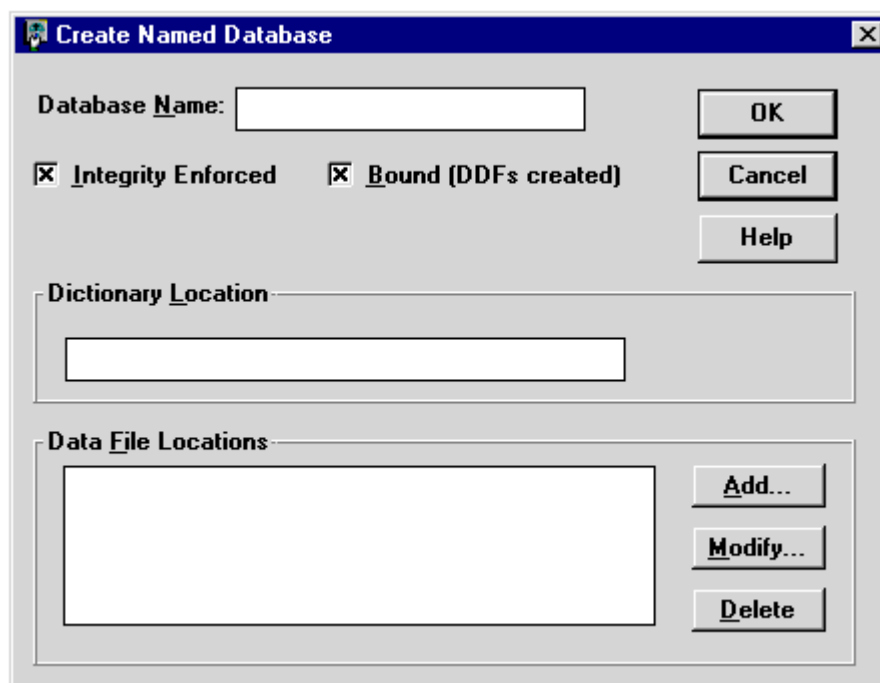 Create Named Database
Database Name:
OK
Integrity Enforced
Bound (DDFs created)
Cancel
Help
Dictionary Location
Data File Locations
Add...
Modify...
Delete